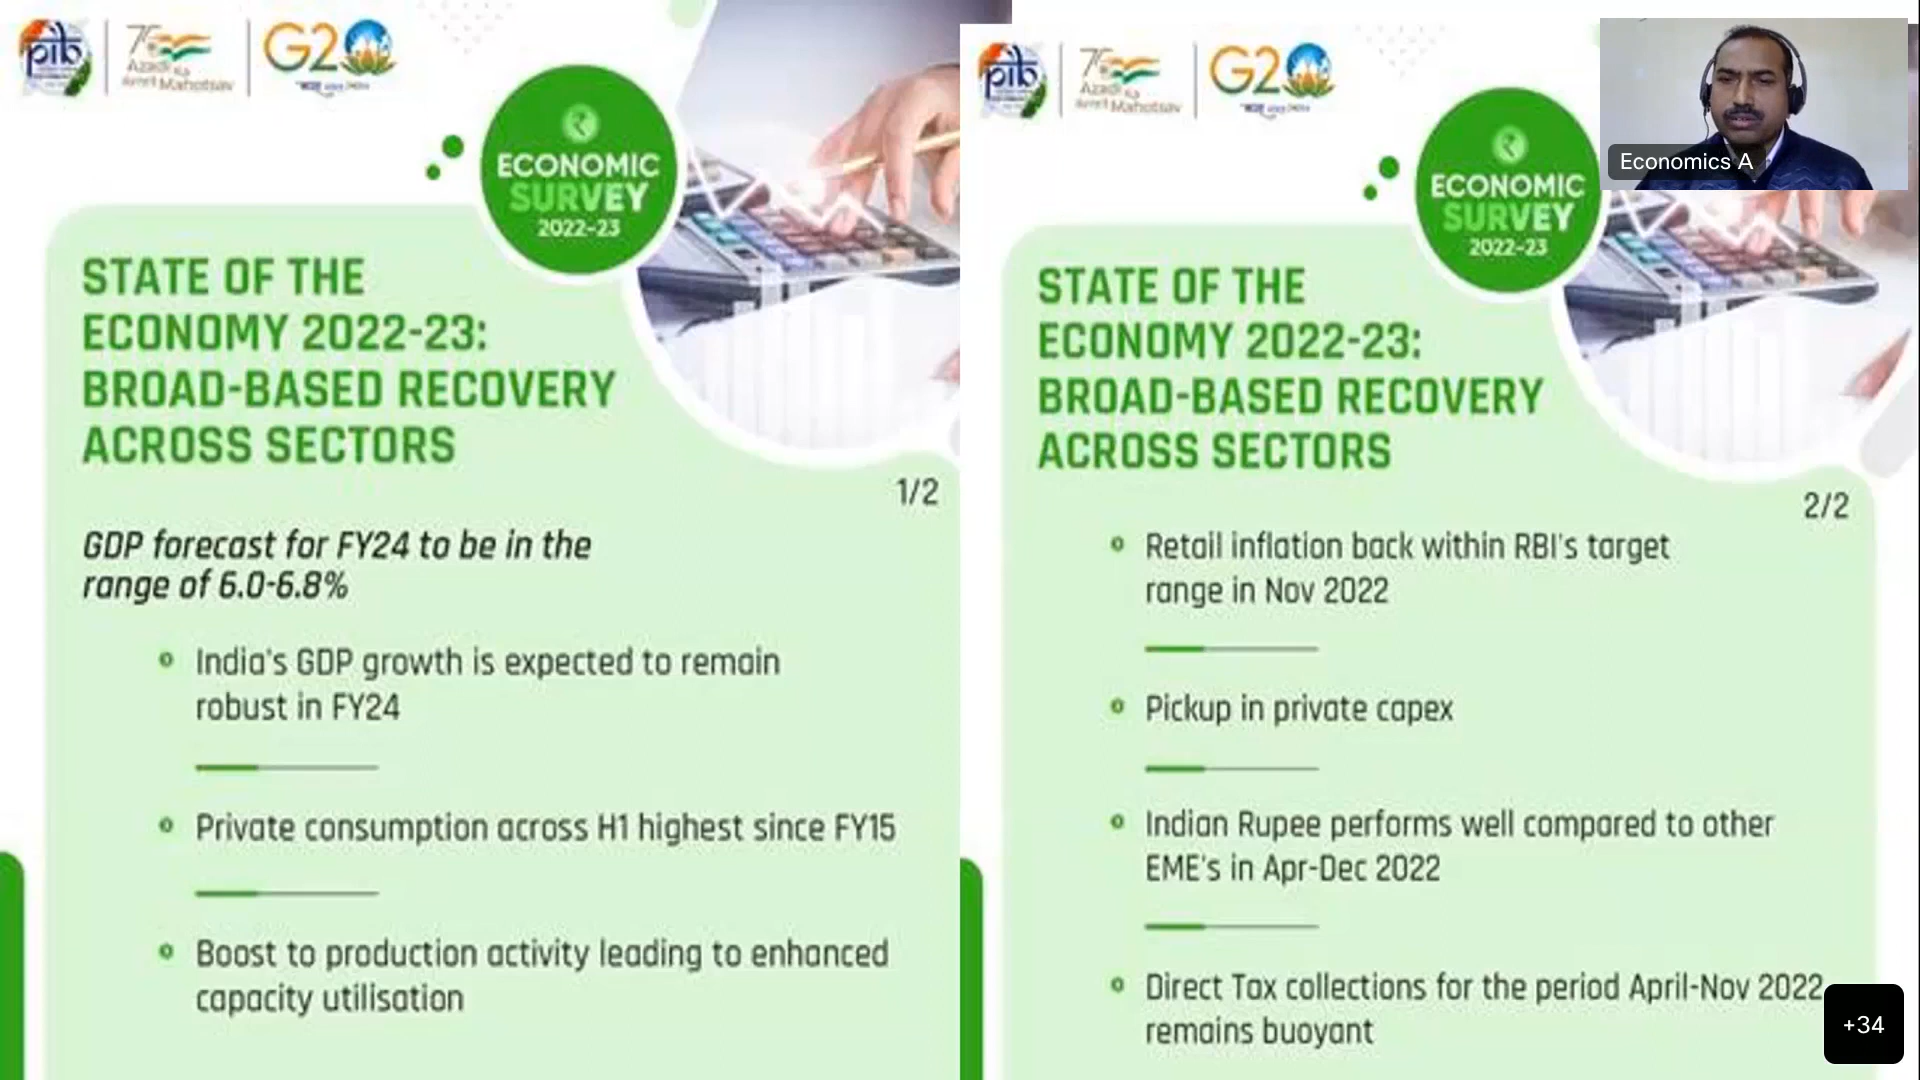 pib
Azadi Ka
Amrit Mahotsav
G20
ECONOMIC
SURVEY
2022-23
STATE OF THE
ECONOMY 2022-23:
BROAD-BASED RECOVERY
ACROSS SECTORS
1/2
GDP forecast for FY24 to be in the
range of 6.0-6.8%
India's GDP growth is expected to remain
robust in FY24
Private consumption across H1 highest since FY15
Boost to production activity leading to enhanced
capacity utilisation
pib
Azadi Ka
Amrit Mahotsav
G20
ECONOMIC
SURVEY
2022-23
STATE OF THE
ECONOMY 2022-23:
BROAD-BASED RECOVERY
ACROSS SECTORS
2/2
Retail inflation back within RBI's target
range in Nov 2022
Pickup in private capex
Indian Rupee performs well compared to other
EME's in Apr-Dec 2022
Direct Tax collections for the period April-Nov 2022
remains buoyant
Economics A
+34